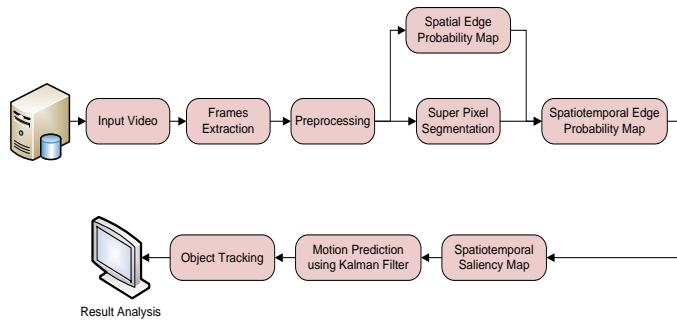 Spatial Edge
Probability Map
Input Video
Frames
Extraction
Preprocessing
Super Pixel
Segmentation
Spatiotemporal Edge
Probability Map
Object Tracking
Motion Prediction
using Kalman Filter
Spatiotemporal
Saliency Map
Result Analysis